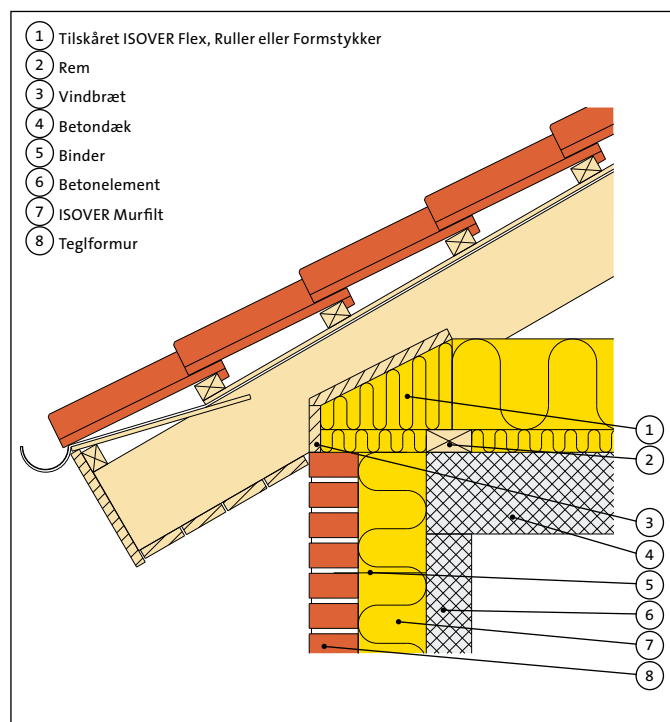 1 Tilskåret ISOVER Flex, Ruller eller Formstykker
2 Rem
3 Vindbræt
4 Betondæk
5 Binder
6 Betonelement
7 ISOVER Murfilt
8 Teglformur
1
2
3
4
5
6
7
8